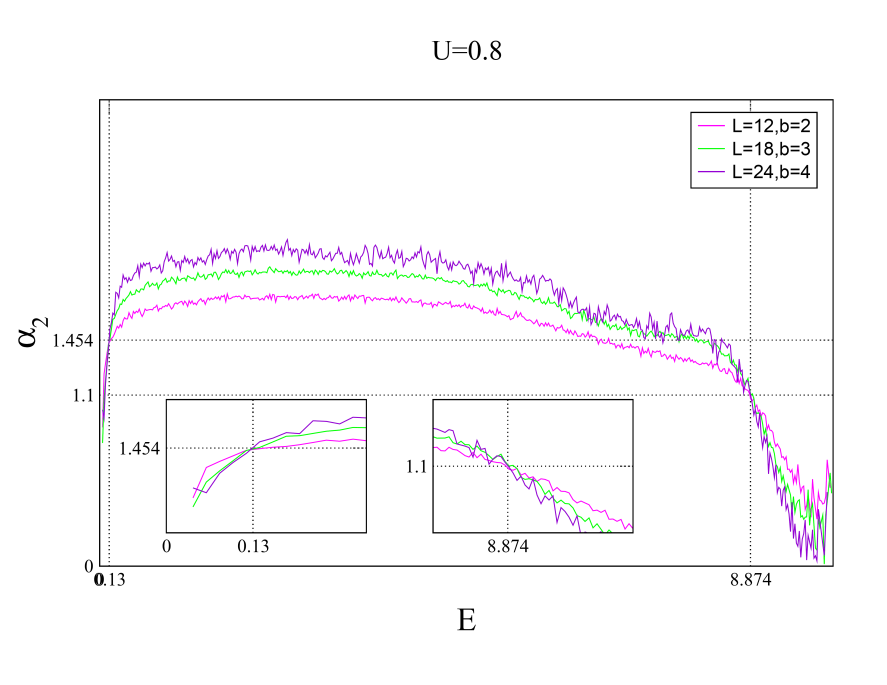 U=0.8
L=12,b=2
L=18,b=3
L=24,b=4
α2
1.454
1.1
1.454
1.1
0
0.13
8.874
0
0
0.13
8.874
E